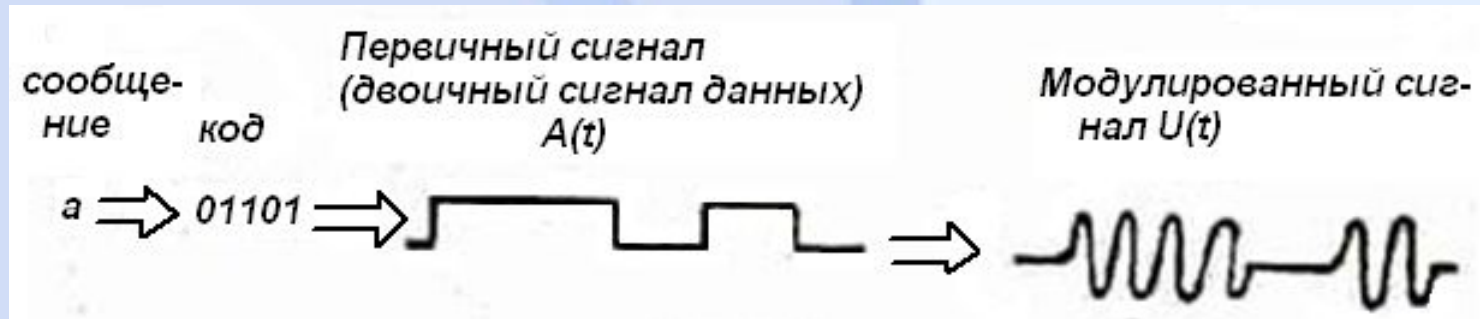 сообще-
ние
код
Первичный сигнал
(двоичный сигнал данных)
A(t)
Модулированный сиг-
нал U(t)
а
01101